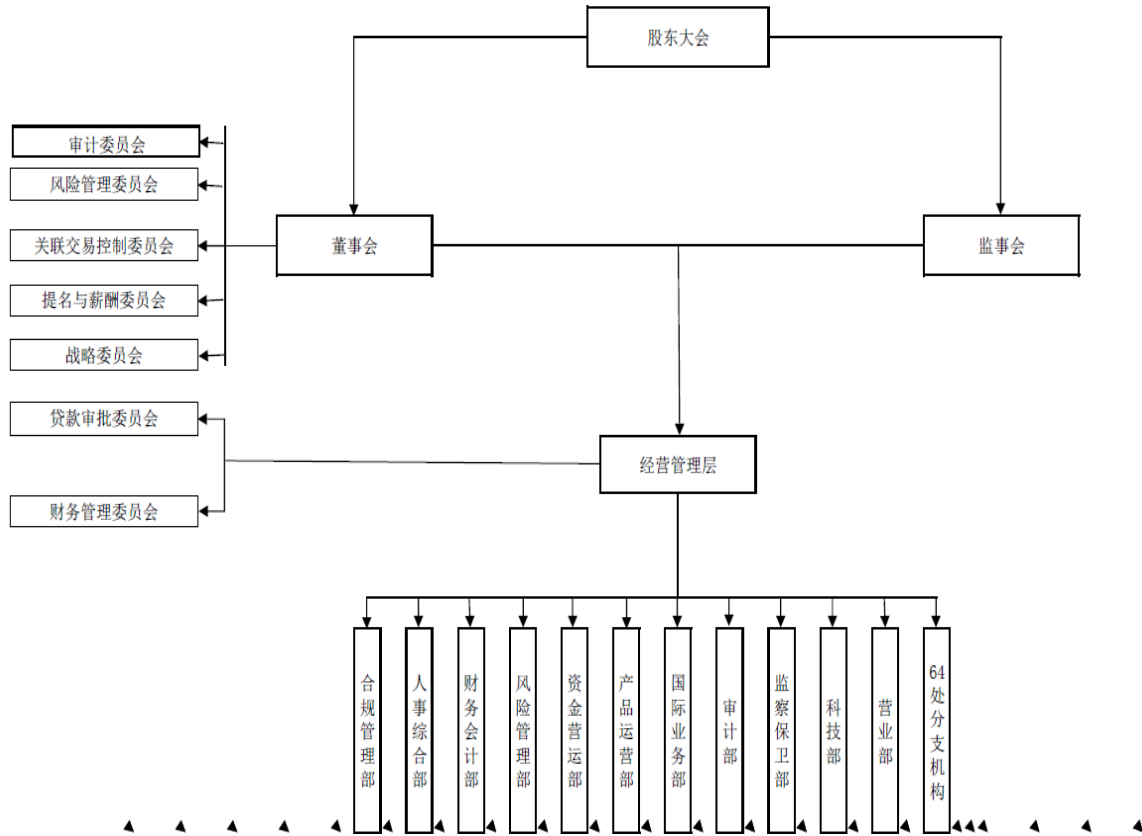 股东大会
审计委员会
风险管理委员会
关联交易控制委员会
董事会
监事会
提名与薪酬委员会
战略委员会
贷款审批委员会
经营管理层
财务管理委员会
合规管理部
人事综合部
财务会计部
风险管理部
资金营运部
产品运营部
国际业务部
审计部
监察保卫部
科技部
营业部
64处分支机构